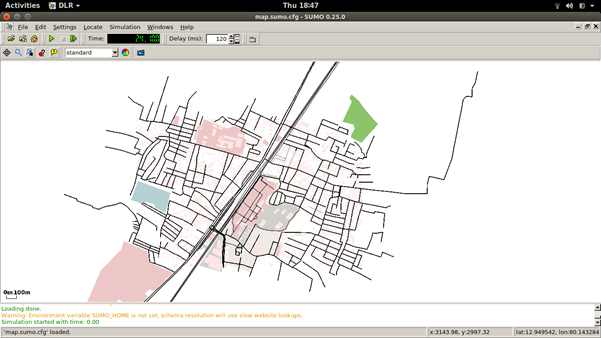 Activities DLR Thu 18:47
map.sumo.cfg - SUMO 0.25.0
File Edit Settings Locate Simulation Windows Help
Time: Delay (ms): 120
standard
0m 100m
Loading done.
Warning: Environment variable SUMO_HOME is not set, schema resolution will use slow website lookups.
Simulation started with time: 0.00
'map.sumo.cfg' loaded. x:3143.98, y:2997.32 lat:12.949542, lon:80.143284